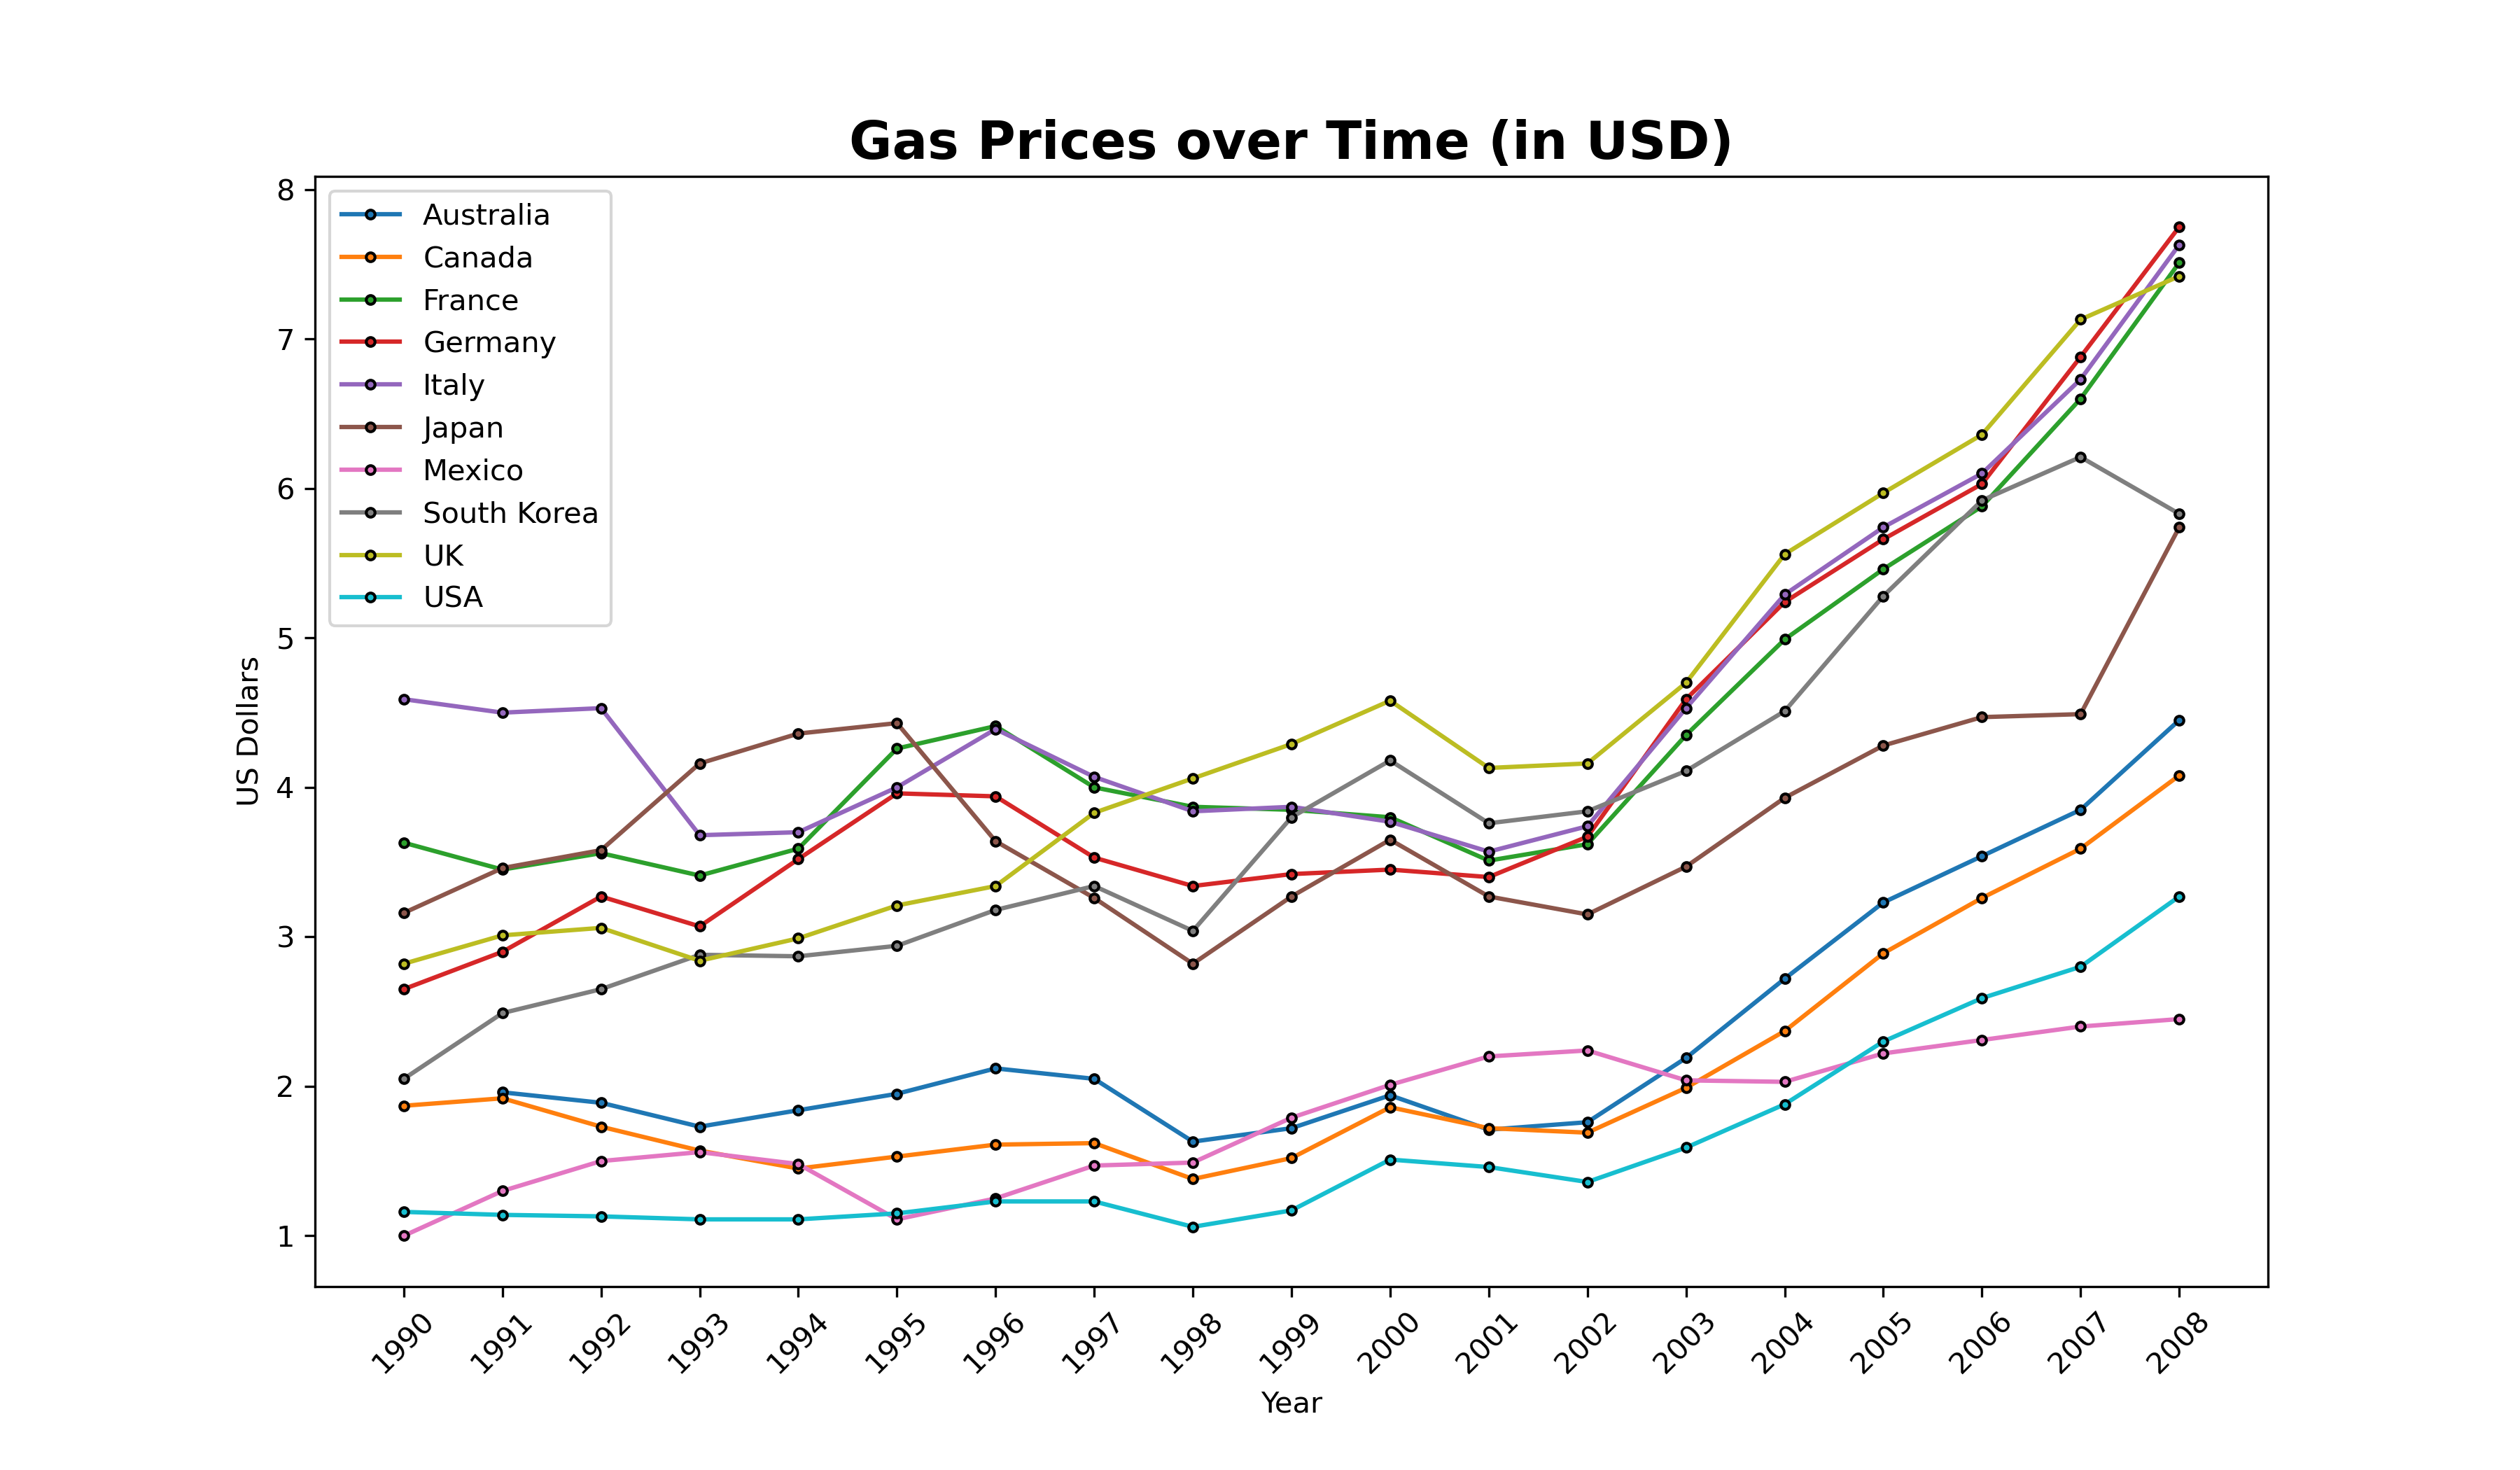 Gas Prices over Time (in USD)
8
7
6
5
4
3
2
1
US Dollars
Australia
Canada
France
Germany
Italy
Japan
Mexico
South Korea
UK
USA
1990
1991
1992
1993
1994
1995
1996
1997
1998
1999
2000
2001
2002
2003
2004
2005
2006
2007
2008
Year